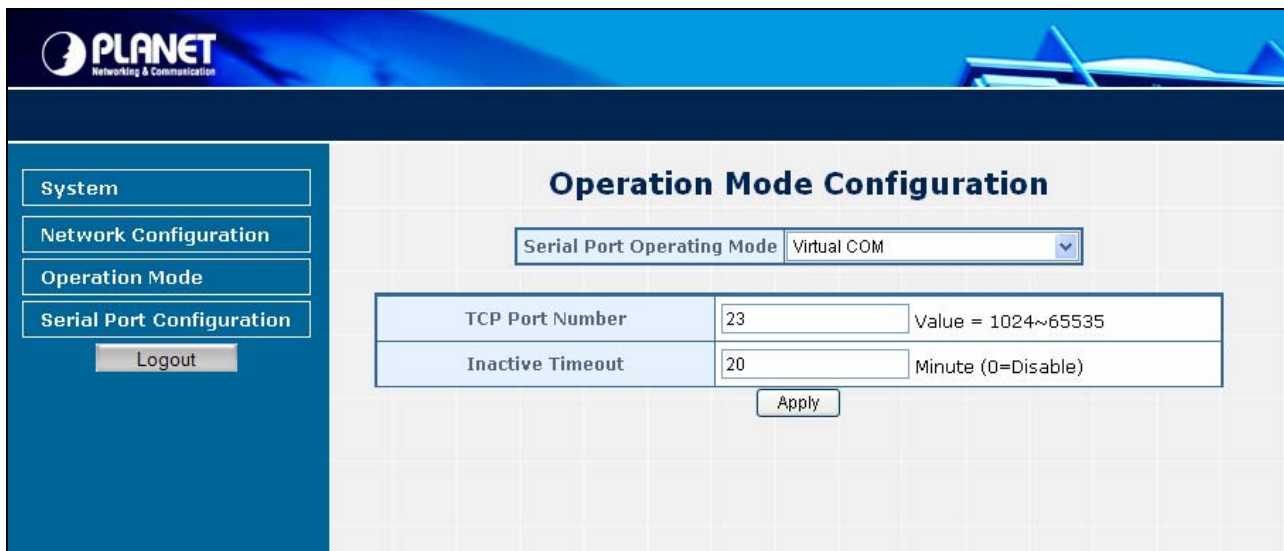 PLANET
Networking & Communication
System
Network Configuration
Operation Mode
Serial Port Configuration
Logout
Operation Mode Configuration
Serial Port Operating Mode Virtual COM
TCP Port Number 23 Value = 1024~65535
Inactive Timeout 20 Minute (0=Disable)
Apply